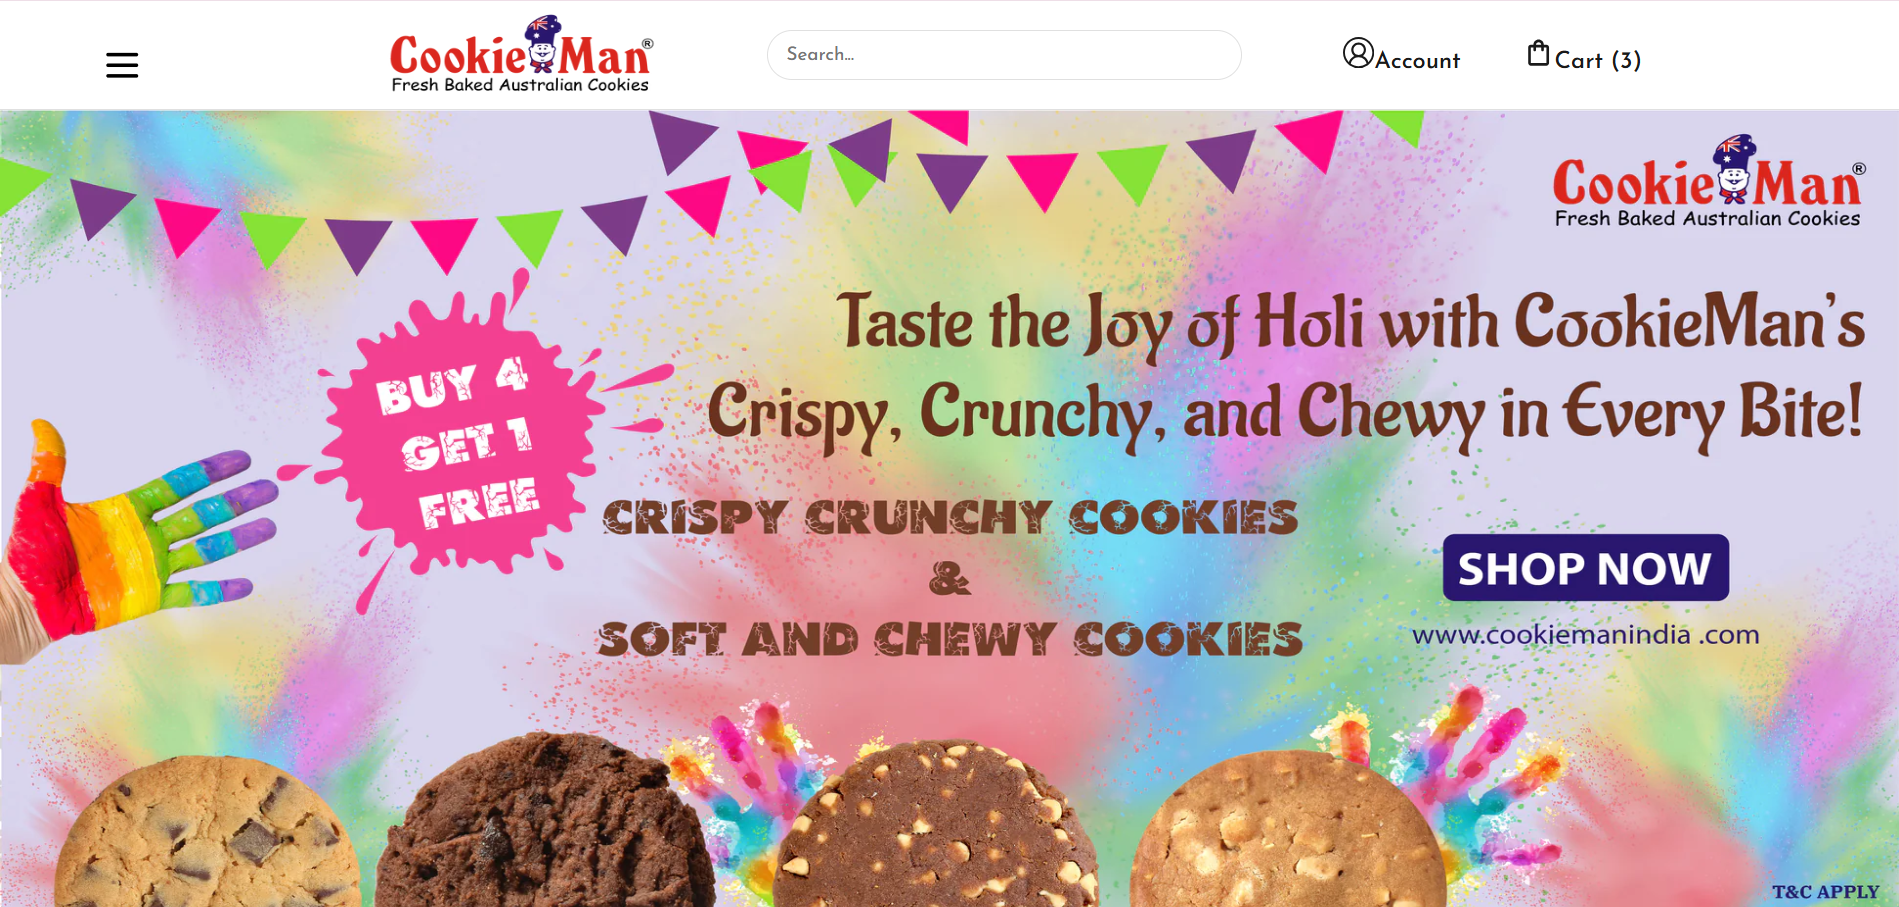 CookieMan®
Fresh Baked Australian Cookies
Search...
Account
Cart (3)
CookieMan®
Fresh Baked Australian Cookies
Taste the Joy of Holi with CookieMan's
Crispy, Crunchy, and Chewy in Every Bite!
BUY 4
GET 1
FREE
CRISPY CRUNCHY COOKIES
&
SOFT AND CHEWY COOKIES
SHOP NOW
www.cookiemanindia .com
T&C APPLY